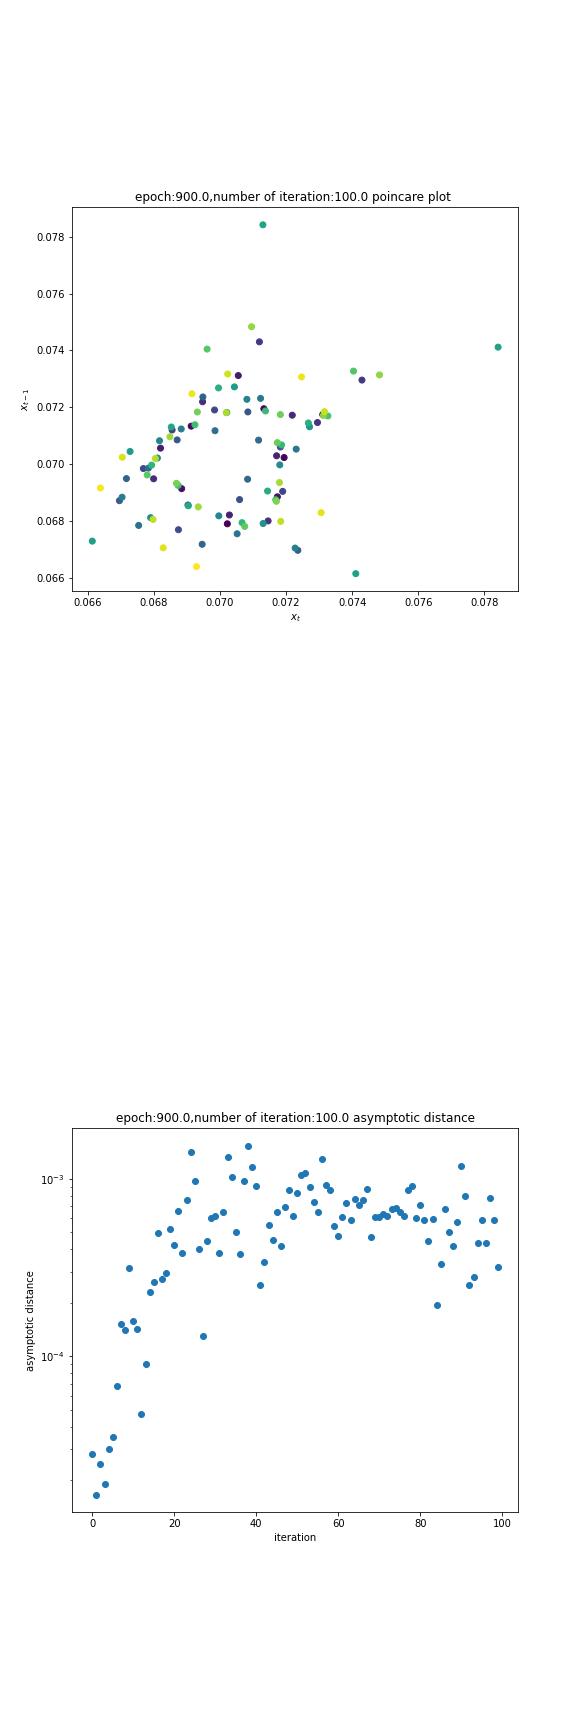 epoch:900.0,number of iteration:100.0 poincare plot
0.078
0.076
0.074
0.072
0.070
0.068
0.066
x_{t-1}
0.066 0.068 0.070 0.072 0.074 0.076 0.078
x_t
epoch:900.0,number of iteration:100.0 asymptotic distance
10^{-3}
10^{-4}
asymptotic distance
0 20 40 60 80 100
iteration